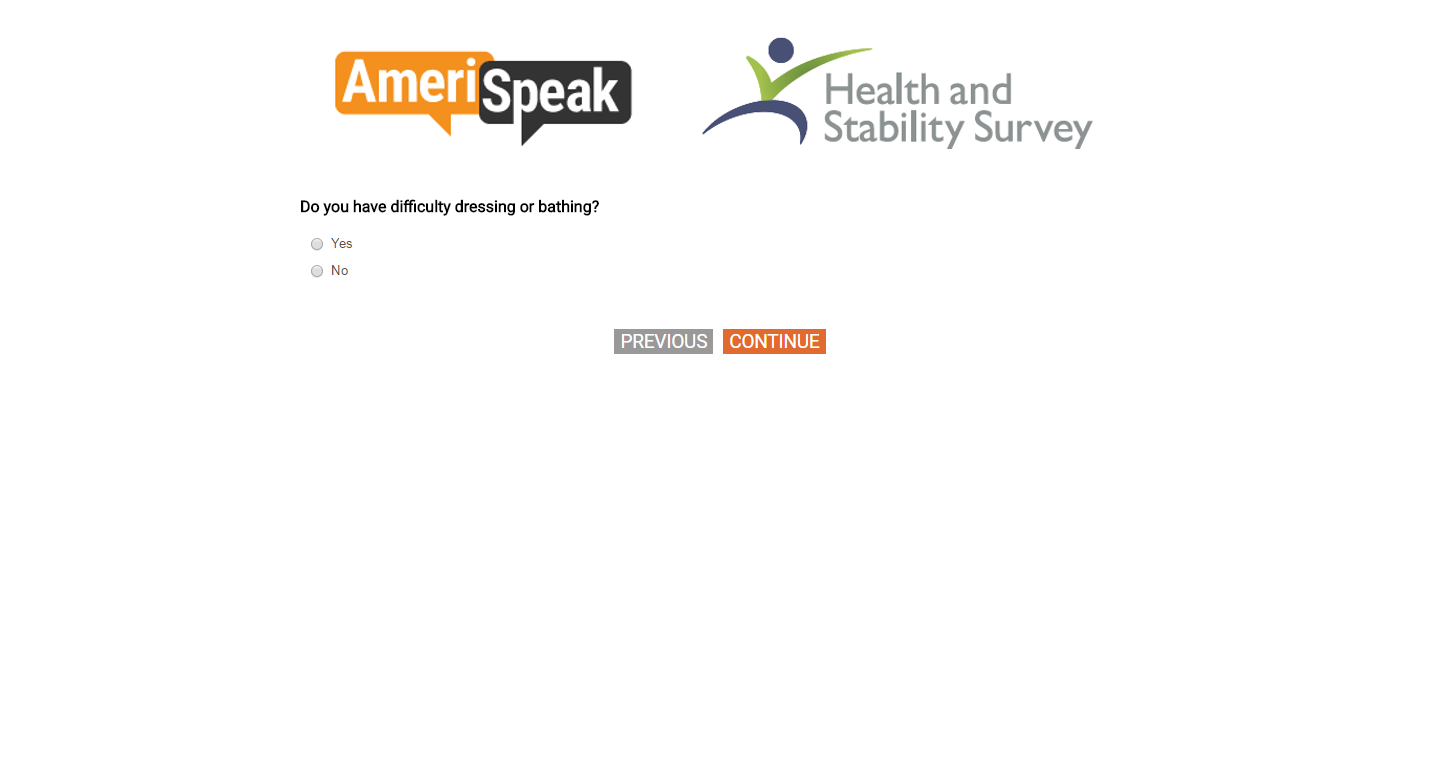 AmeriSpeak
Health and
Stability Survey
Do you have difficulty dressing or bathing?
Yes
No
PREVIOUS CONTINUE